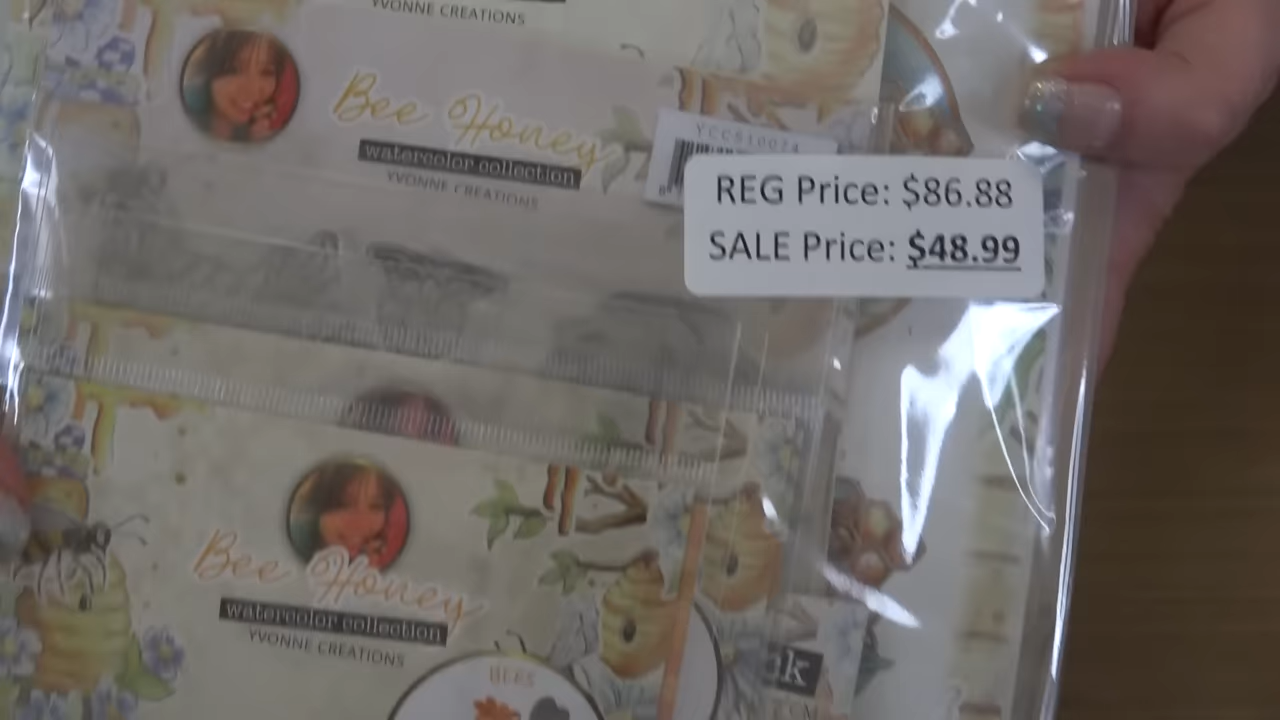 YVONNE CREATIONS
Bee Honey
watercolor collection
YVONNE CREATIONS
REG Price: $86.88
SALE Price: $48.99
Bee Honey
watercolor collection
YVONNE CREATIONS
BEES